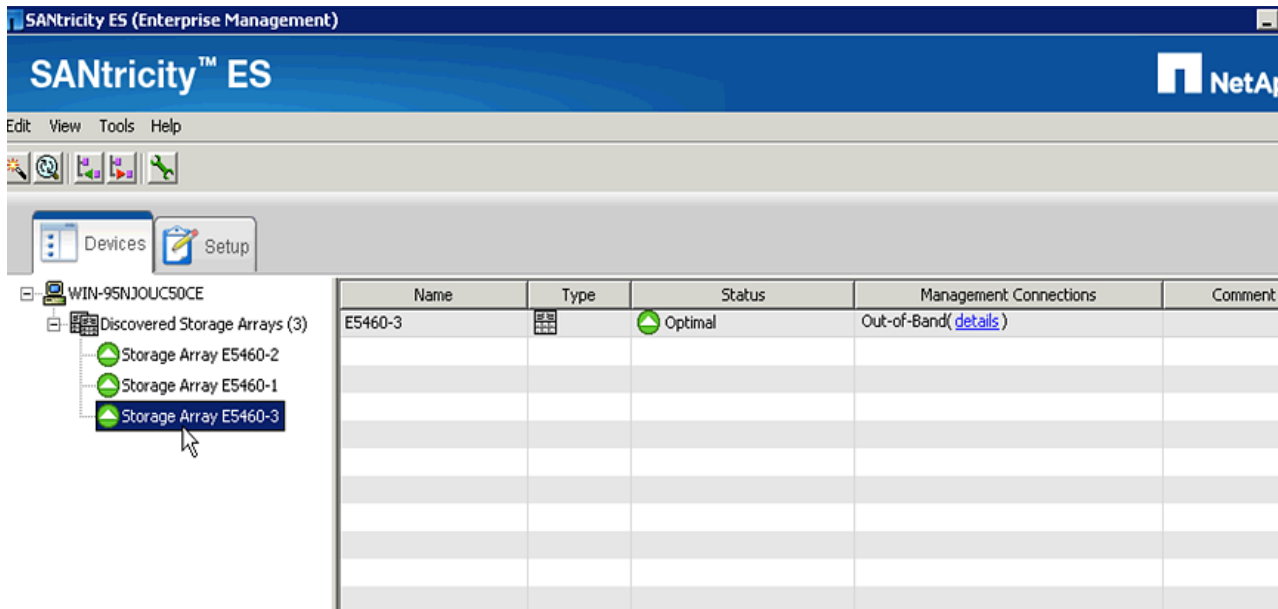 SANtricity ES (Enterprise Management)
SANtricity™ ES
NetAp
Edit View Tools Help
Devices Setup
WIN-95NJOUC50CE
Discovered Storage Arrays (3)
Storage Array E5460-2
Storage Array E5460-1
Storage Array E5460-3
Name Type Status Management Connections Comment
E5460-3 Optimal Out-of-Band(details)